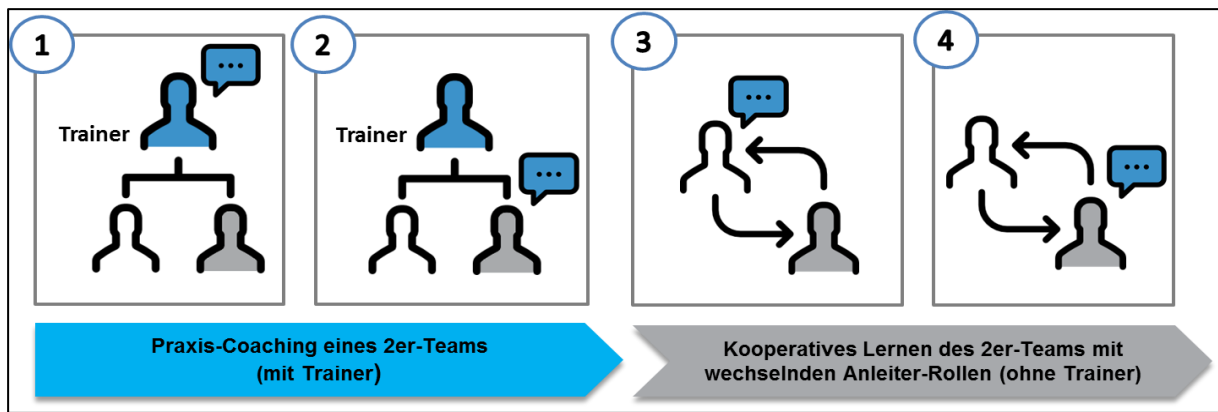 1
2
3
4
Trainer
Trainer
...
...
...
...
Praxis-Coaching eines 2er-Teams
(mit Trainer)
Kooperatives Lernen des 2er-Teams mit
wechselnden Anleiter-Rollen (ohne Trainer)